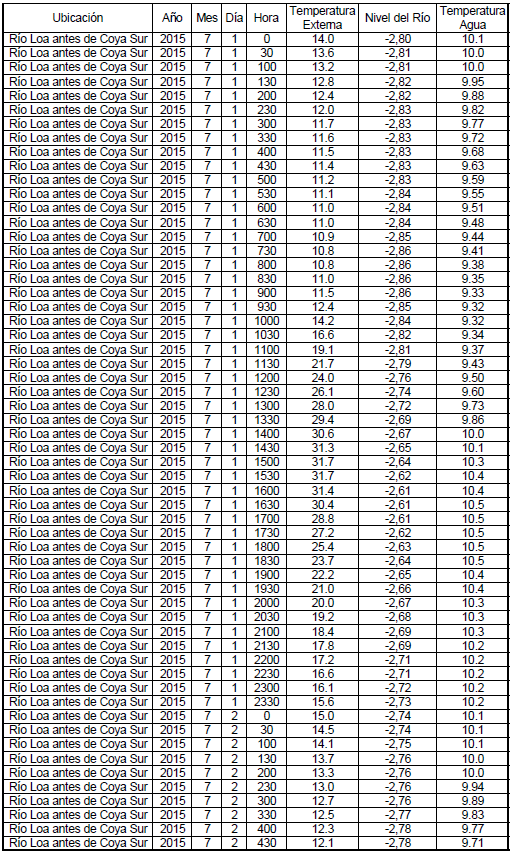 Ubicación Año Mes Día Hora Temperatura Externa Nivel del Río Temperatura Agua
Río Loa antes de Coya Sur 2015 7 1 0 14.0 -2,80 10.1
Río Loa antes de Coya Sur 2015 7 1 30 13.6 -2,81 10.0
Río Loa antes de Coya Sur 2015 7 1 100 13.2 -2,81 10.0
Río Loa antes de Coya Sur 2015 7 1 130 12.8 -2,82 9.95
Río Loa antes de Coya Sur 2015 7 1 200 12.4 -2,82 9.88
Río Loa antes de Coya Sur 2015 7 1 230 12.0 -2,83 9.82
Río Loa antes de Coya Sur 2015 7 1 300 11.7 -2,83 9.77
Río Loa antes de Coya Sur 2015 7 1 330 11.6 -2,83 9.72
Río Loa antes de Coya Sur 2015 7 1 400 11.5 -2,83 9.68
Río Loa antes de Coya Sur 2015 7 1 430 11.4 -2,83 9.63
Río Loa antes de Coya Sur 2015 7 1 500 11.2 -2,83 9.59
Río Loa antes de Coya Sur 2015 7 1 530 11.1 -2,84 9.55
Río Loa antes de Coya Sur 2015 7 1 600 11.0 -2,84 9.51
Río Loa antes de Coya Sur 2015 7 1 630 11.0 -2,84 9.48
Río Loa antes de Coya Sur 2015 7 1 700 10.9 -2,85 9.44
Río Loa antes de Coya Sur 2015 7 1 730 10.8 -2,86 9.41
Río Loa antes de Coya Sur 2015 7 1 800 10.8 -2,86 9.38
Río Loa antes de Coya Sur 2015 7 1 830 11.0 -2,86 9.35
Río Loa antes de Coya Sur 2015 7 1 900 11.5 -2,86 9.33
Río Loa antes de Coya Sur 2015 7 1 930 12.4 -2,85 9.32
Río Loa antes de Coya Sur 2015 7 1 1000 14.2 -2,84 9.32
Río Loa antes de Coya Sur 2015 7 1 1030 16.6 -2,82 9.34
Río Loa antes de Coya Sur 2015 7 1 1100 19.1 -2,81 9.37
Río Loa antes de Coya Sur 2015 7 1 1130 21.7 -2,79 9.43
Río Loa antes de Coya Sur 2015 7 1 1200 24.0 -2,76 9.50
Río Loa antes de Coya Sur 2015 7 1 1230 26.1 -2,74 9.60
Río Loa antes de Coya Sur 2015 7 1 1300 28.0 -2,72 9.73
Río Loa antes de Coya Sur 2015 7 1 1330 29.4 -2,69 9.86
Río Loa antes de Coya Sur 2015 7 1 1400 30.6 -2,67 10.0
Río Loa antes de Coya Sur 2015 7 1 1430 31.3 -2,65 10.1
Río Loa antes de Coya Sur 2015 7 1 1500 31.7 -2,64 10.3
Río Loa antes de Coya Sur 2015 7 1 1530 31.7 -2,62 10.4
Río Loa antes de Coya Sur 2015 7 1 1600 31.4 -2,61 10.4
Río Loa antes de Coya Sur 2015 7 1 1630 30.4 -2,61 10.5
Río Loa antes de Coya Sur 2015 7 1 1700 28.8 -2,61 10.5
Río Loa antes de Coya Sur 2015 7 1 1730 27.2 -2,62 10.5
Río Loa antes de Coya Sur 2015 7 1 1800 25.4 -2,63 10.5
Río Loa antes de Coya Sur 2015 7 1 1830 23.7 -2,64 10.5
Río Loa antes de Coya Sur 2015 7 1 1900 22.2 -2,65 10.4
Río Loa antes de Coya Sur 2015 7 1 1930 21.0 -2,66 10.4
Río Loa antes de Coya Sur 2015 7 1 2000 20.0 -2,67 10.3
Río Loa antes de Coya Sur 2015 7 1 2030 19.2 -2,68 10.3
Río Loa antes de Coya Sur 2015 7 1 2100 18.4 -2,69 10.3
Río Loa antes de Coya Sur 2015 7 1 2130 17.8 -2,69 10.2
Río Loa antes de Coya Sur 2015 7 1 2200 17.2 -2,71 10.2
Río Loa antes de Coya Sur 2015 7 1 2230 16.6 -2,71 10.2
Río Loa antes de Coya Sur 2015 7 1 2300 16.1 -2,72 10.2
Río Loa antes de Coya Sur 2015 7 1 2330 15.6 -2,73 10.2
Río Loa antes de Coya Sur 2015 7 2 0 15.0 -2,74 10.1
Río Loa antes de Coya Sur 2015 7 2 30 14.5 -2,74 10.1
Río Loa antes de Coya Sur 2015 7 2 100 14.1 -2,75 10.1
Río Loa antes de Coya Sur 2015 7 2 130 13.7 -2,76 10.0
Río Loa antes de Coya Sur 2015 7 2 200 13.3 -2,76 10.0
Río Loa antes de Coya Sur 2015 7 2 230 13.0 -2,76 9.94
Río Loa antes de Coya Sur 2015 7 2 300 12.7 -2,76 9.89
Río Loa antes de Coya Sur 2015 7 2 330 12.5 -2,77 9.83
Río Loa antes de Coya Sur 2015 7 2 400 12.3 -2,78 9.77
Río Loa antes de Coya Sur 2015 7 2 430 12.1 -2,78 9.71